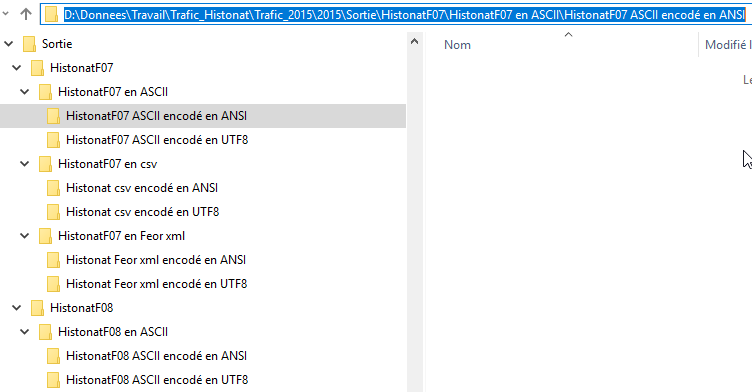 D:\Donnees\Travail\Trafic_Histonat\Trafic_2015\2015\Sortie\HistonatF07\HistonatF07 en ASCII\HistonatF07 ASCII encodé en ANSI
Nom
Modifié l
Le
Sortie
HistonatF07
HistonatF07 en ASCII
HistonatF07 ASCII encodé en ANSI
HistonatF07 ASCII encodé en UTF8
HistonatF07 en csv
Histonat csv encodé en ANSI
Histonat csv encodé en UTF8
HistonatF07 en Feor xml
Histonat Feor xml encodé en ANSI
Histonat Feor xml encodé en UTF8
HistonatF08
HistonatF08 en ASCII
HistonatF08 ASCII encodé en ANSI
HistonatF08 ASCII encodé en UTF8